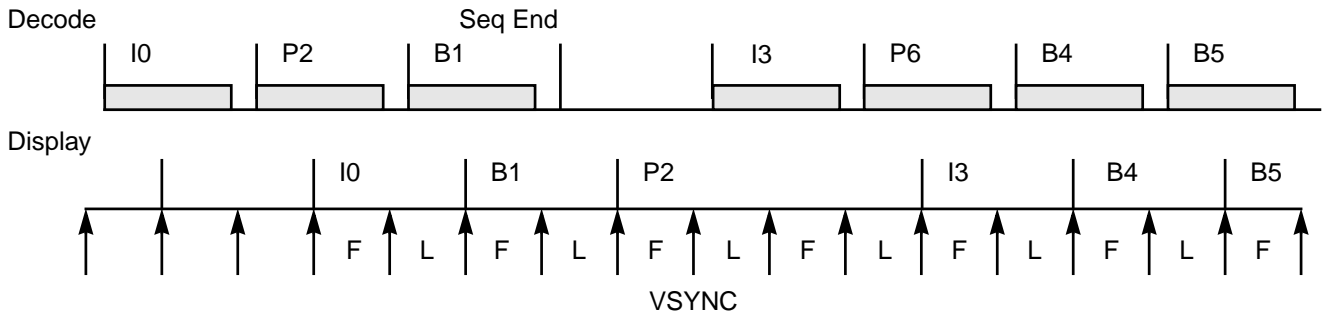 Decode Seq End
I0 P2 B1 I3 P6 B4 B5
Display
I0 B1 P2 I3 B4 B5
F L F L F L F L F L F L F
VSYNC